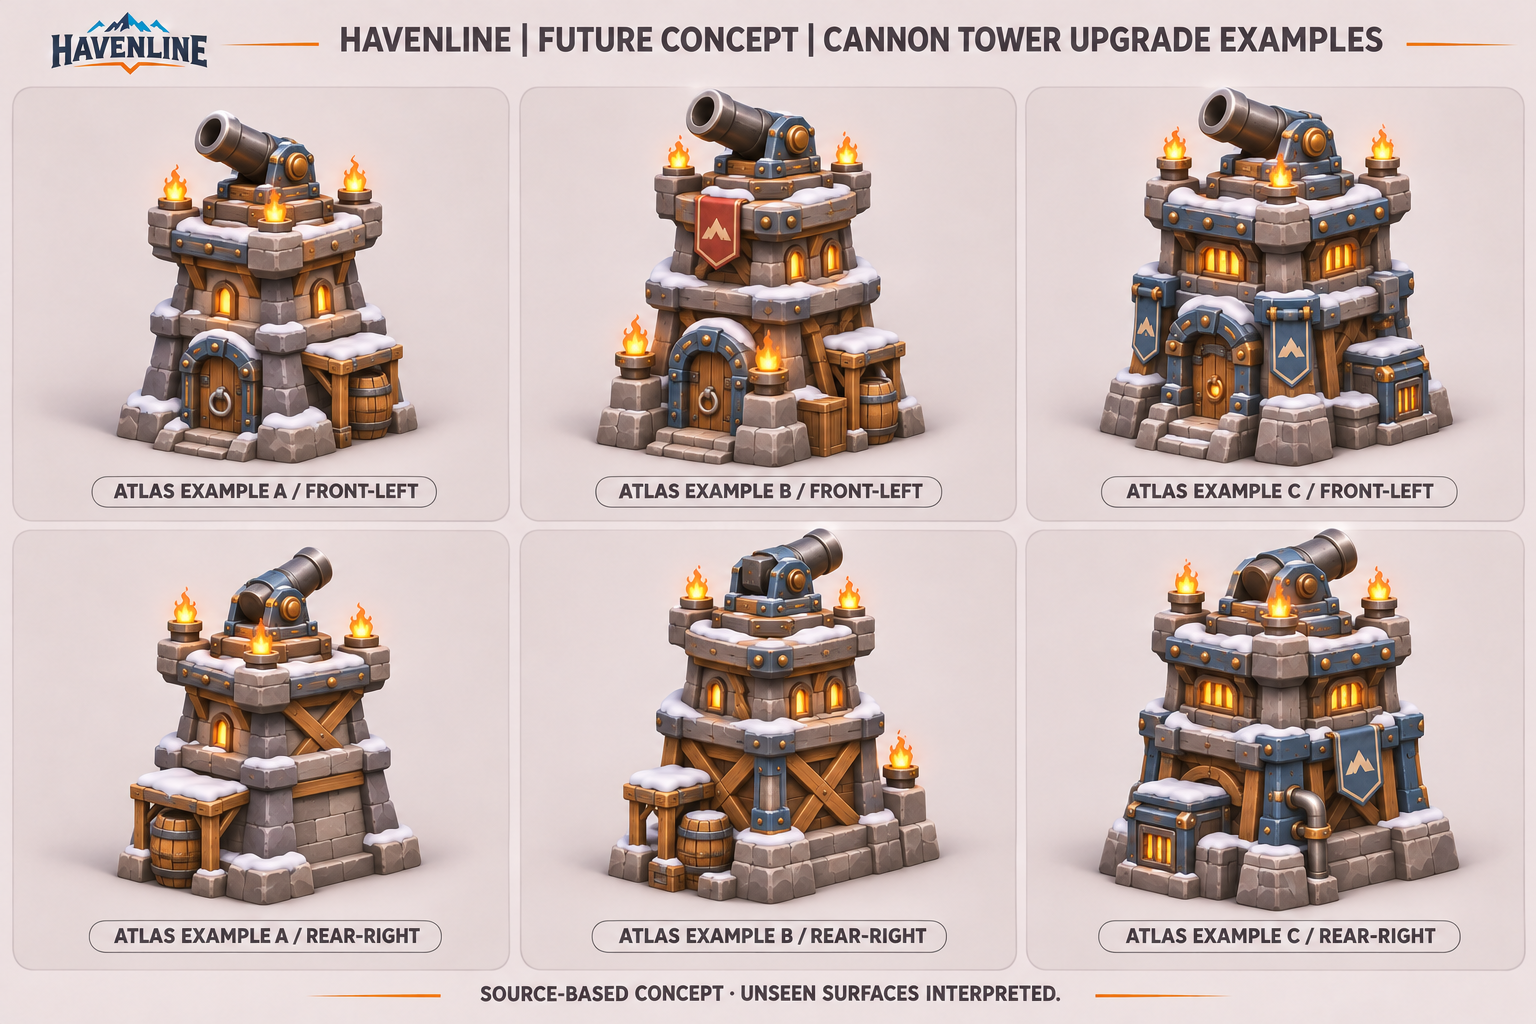 HAVENLINE
HAVENLINE | FUTURE CONCEPT | CANNON TOWER UPGRADE EXAMPLES
ATLAS EXAMPLE A / FRONT-LEFT
ATLAS EXAMPLE B / FRONT-LEFT
ATLAS EXAMPLE C / FRONT-LEFT
ATLAS EXAMPLE A / REAR-RIGHT
ATLAS EXAMPLE B / REAR-RIGHT
ATLAS EXAMPLE C / REAR-RIGHT
SOURCE-BASED CONCEPT · UNSEEN SURFACES INTERPRETED.